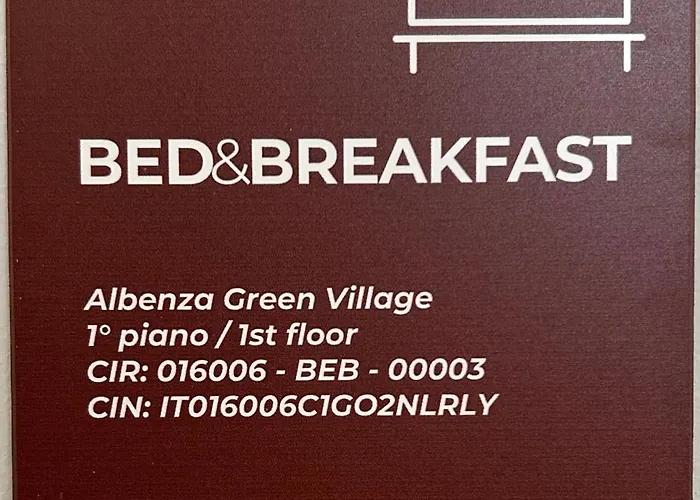 BED&BREAKFAST
Albenza Green Village
1° piano / 1st floor
CIR: 016006 - BEB - 00003
CIN: IT016006C1GO2NLRLY